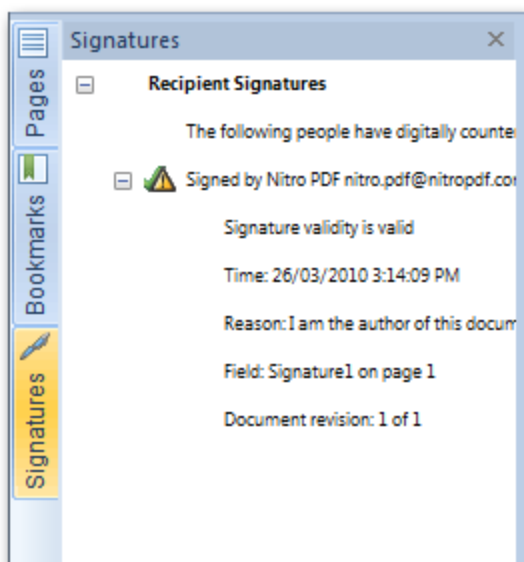 Signatures
Pages
Bookmarks
Signatures
Recipient Signatures
The following people have digitally counte
Signed by Nitro PDF nitro.pdf@nitropdf.co
Signature validity is valid
Time: 26/03/2010 3:14:09 PM
Reason: I am the author of this docum
Field: Signature1 on page 1
Document revision: 1 of 1